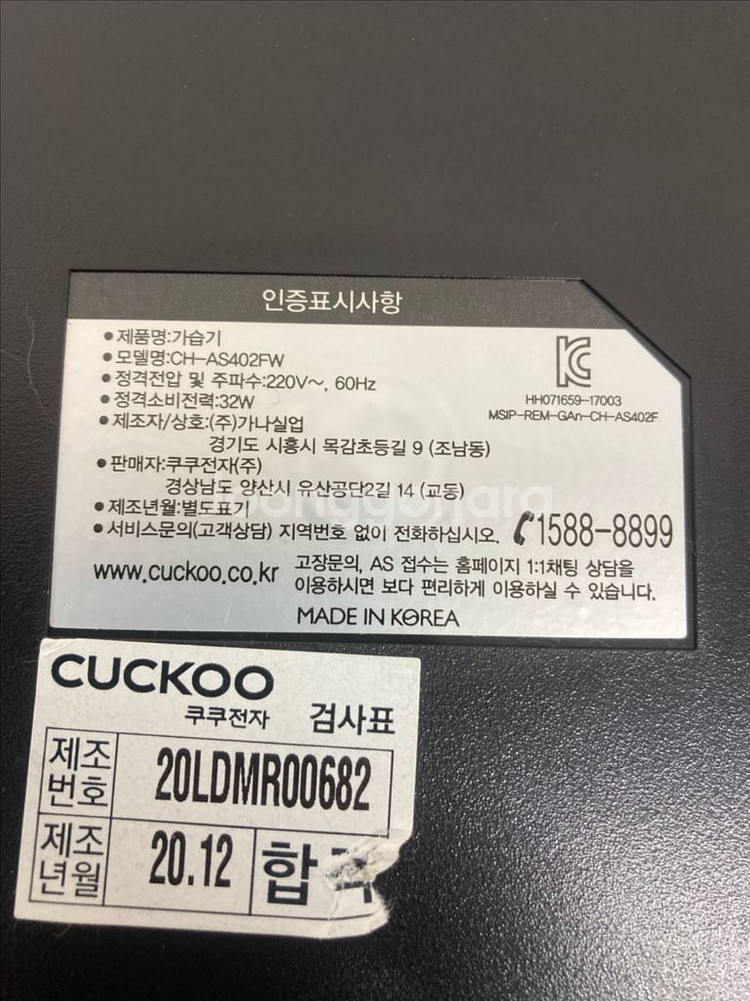 인증표시사항
● 제품명:가습기
● 모델명:CH-AS402FW
● 정격전압 및 주파수:220V～, 60Hz
● 정격소비전력:32W
● 제조자/상호:(주)가나실업
경기도 시흥시 목감초등길 9 (조남동)
● 판매자:쿠쿠전자(주)
경상남도 양산시 유산공단2길 14 (교동)
● 제조년월:별도표기
● 서비스문의(고객상담) 지역번호 없이 전화하십시오. 1588-8899
www.cuckoo.co.kr
고장문의, AS 접수는 홈페이지 1:1채팅 상담을
이용하시면 보다 편리하게 이용하실 수 있습니다.
MADE IN KOREA
HH071659-17003
MSIP-REM-GAn-CH-AS402F
CUCKOO
쿠쿠전자 검사표
제조
번호
20LDMR00682
제조
년월
20.12
합